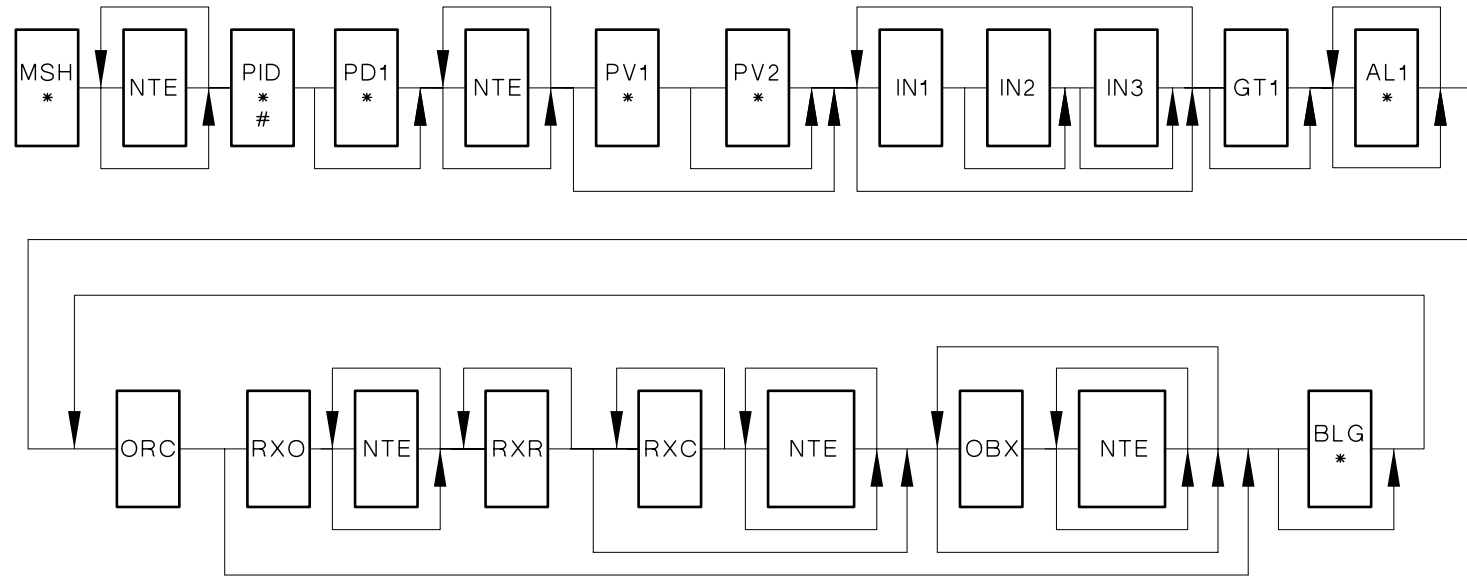 MSH
*
NTE
PID
*
#
PD1
*
NTE
PV1
*
PV2
*
IN1
IN2
IN3
GT1
AL1
*
ORC
RXO
NTE
RXR
RXC
NTE
OBX
NTE
BLG
*